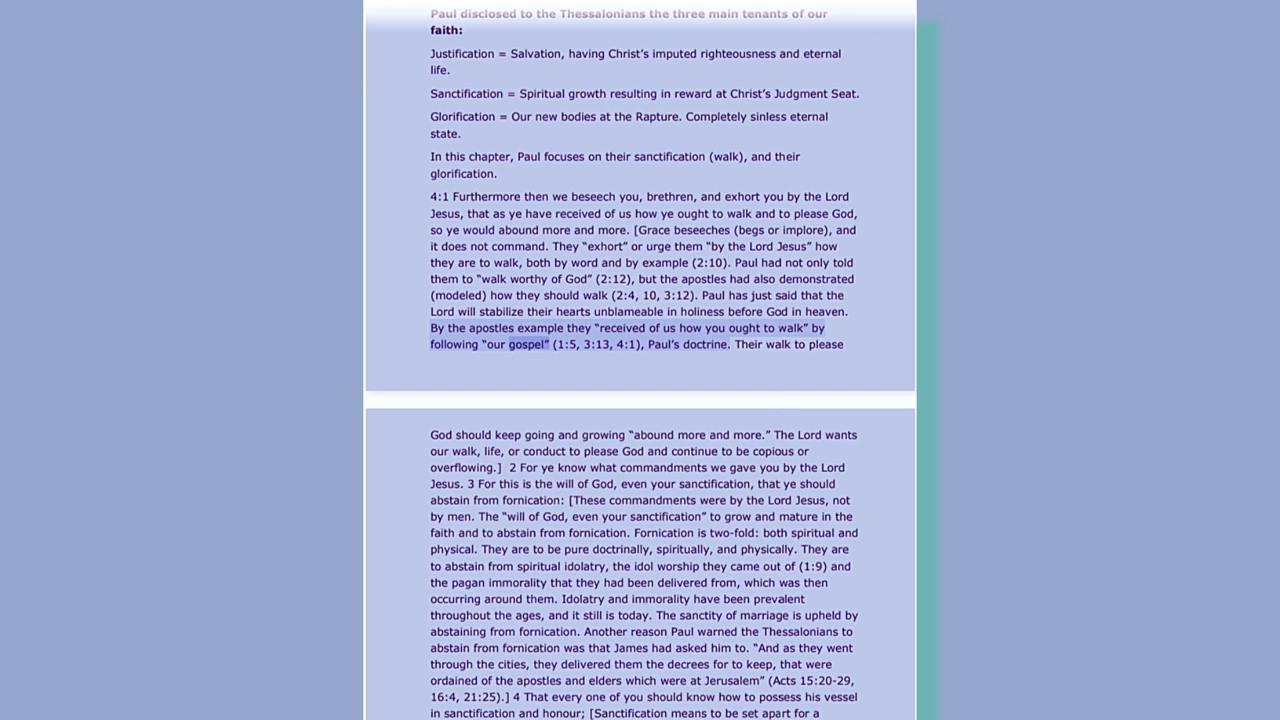 Paul disclosed to the Thessalonians the three main tenants of our
faith:
Justification = Salvation, having Christ’s imputed righteousness and eternal
life.
Sanctification = Spiritual growth resulting in reward at Christ’s Judgment Seat.
Glorification = Our new bodies at the Rapture. Completely sinless eternal
state.
In this chapter, Paul focuses on their sanctification (walk), and their
glorification.
4:1 Furthermore then we beseech you, brethren, and exhort you by the Lord
Jesus, that as ye have received of us how ye ought to walk and to please God,
so ye would abound more and more. [Grace beseeches (begs or implore), and
it does not command. They “exhort” or urge them “by the Lord Jesus” how
they are to walk, both by word and by example (2:10). Paul had not only told
them to “walk worthy of God” (2:12), but the apostles had also demonstrated
(modeled) how they should walk (2:4, 10, 3:12). Paul has just said that the
Lord will stabilize their hearts unblameable in holiness before God in heaven.
By the apostles example they “received of us how you ought to walk” by
following “our gospel” (1:5, 3:13, 4:1), Paul’s doctrine. Their walk to please
God should keep going and growing “abound more and more.” The Lord wants
our walk, life, or conduct to please God and continue to be copious or
overflowing.] 2 For ye know what commandments we gave you by the Lord
Jesus. 3 For this is the will of God, even your sanctification, that ye should
abstain from fornication: [These commandments were by the Lord Jesus, not
by men. The “will of God, even your sanctification” to grow and mature in the
faith and to abstain from fornication. Fornication is two-fold: both spiritual and
physical. They are to be pure doctrinally, spiritually, and physically. They are
to abstain from spiritual idolatry, the idol worship they came out of (1:9) and
the pagan immorality that they had been delivered from, which was then
occurring around them. Idolatry and immorality have been prevalent
throughout the ages, and it still is today. The sanctity of marriage is upheld by
abstaining from fornication. Another reason Paul warned the Thessalonians to
abstain from fornication was that James had asked him to. “And as they went
through the cities, they delivered them the decrees for to keep, that were
ordained of the apostles and elders which were at Jerusalem” (Acts 15:20-29,
16:4, 21:25).] 4 That every one of you should know how to possess his vessel
in sanctification and honour; [Sanctification means to be set apart for a